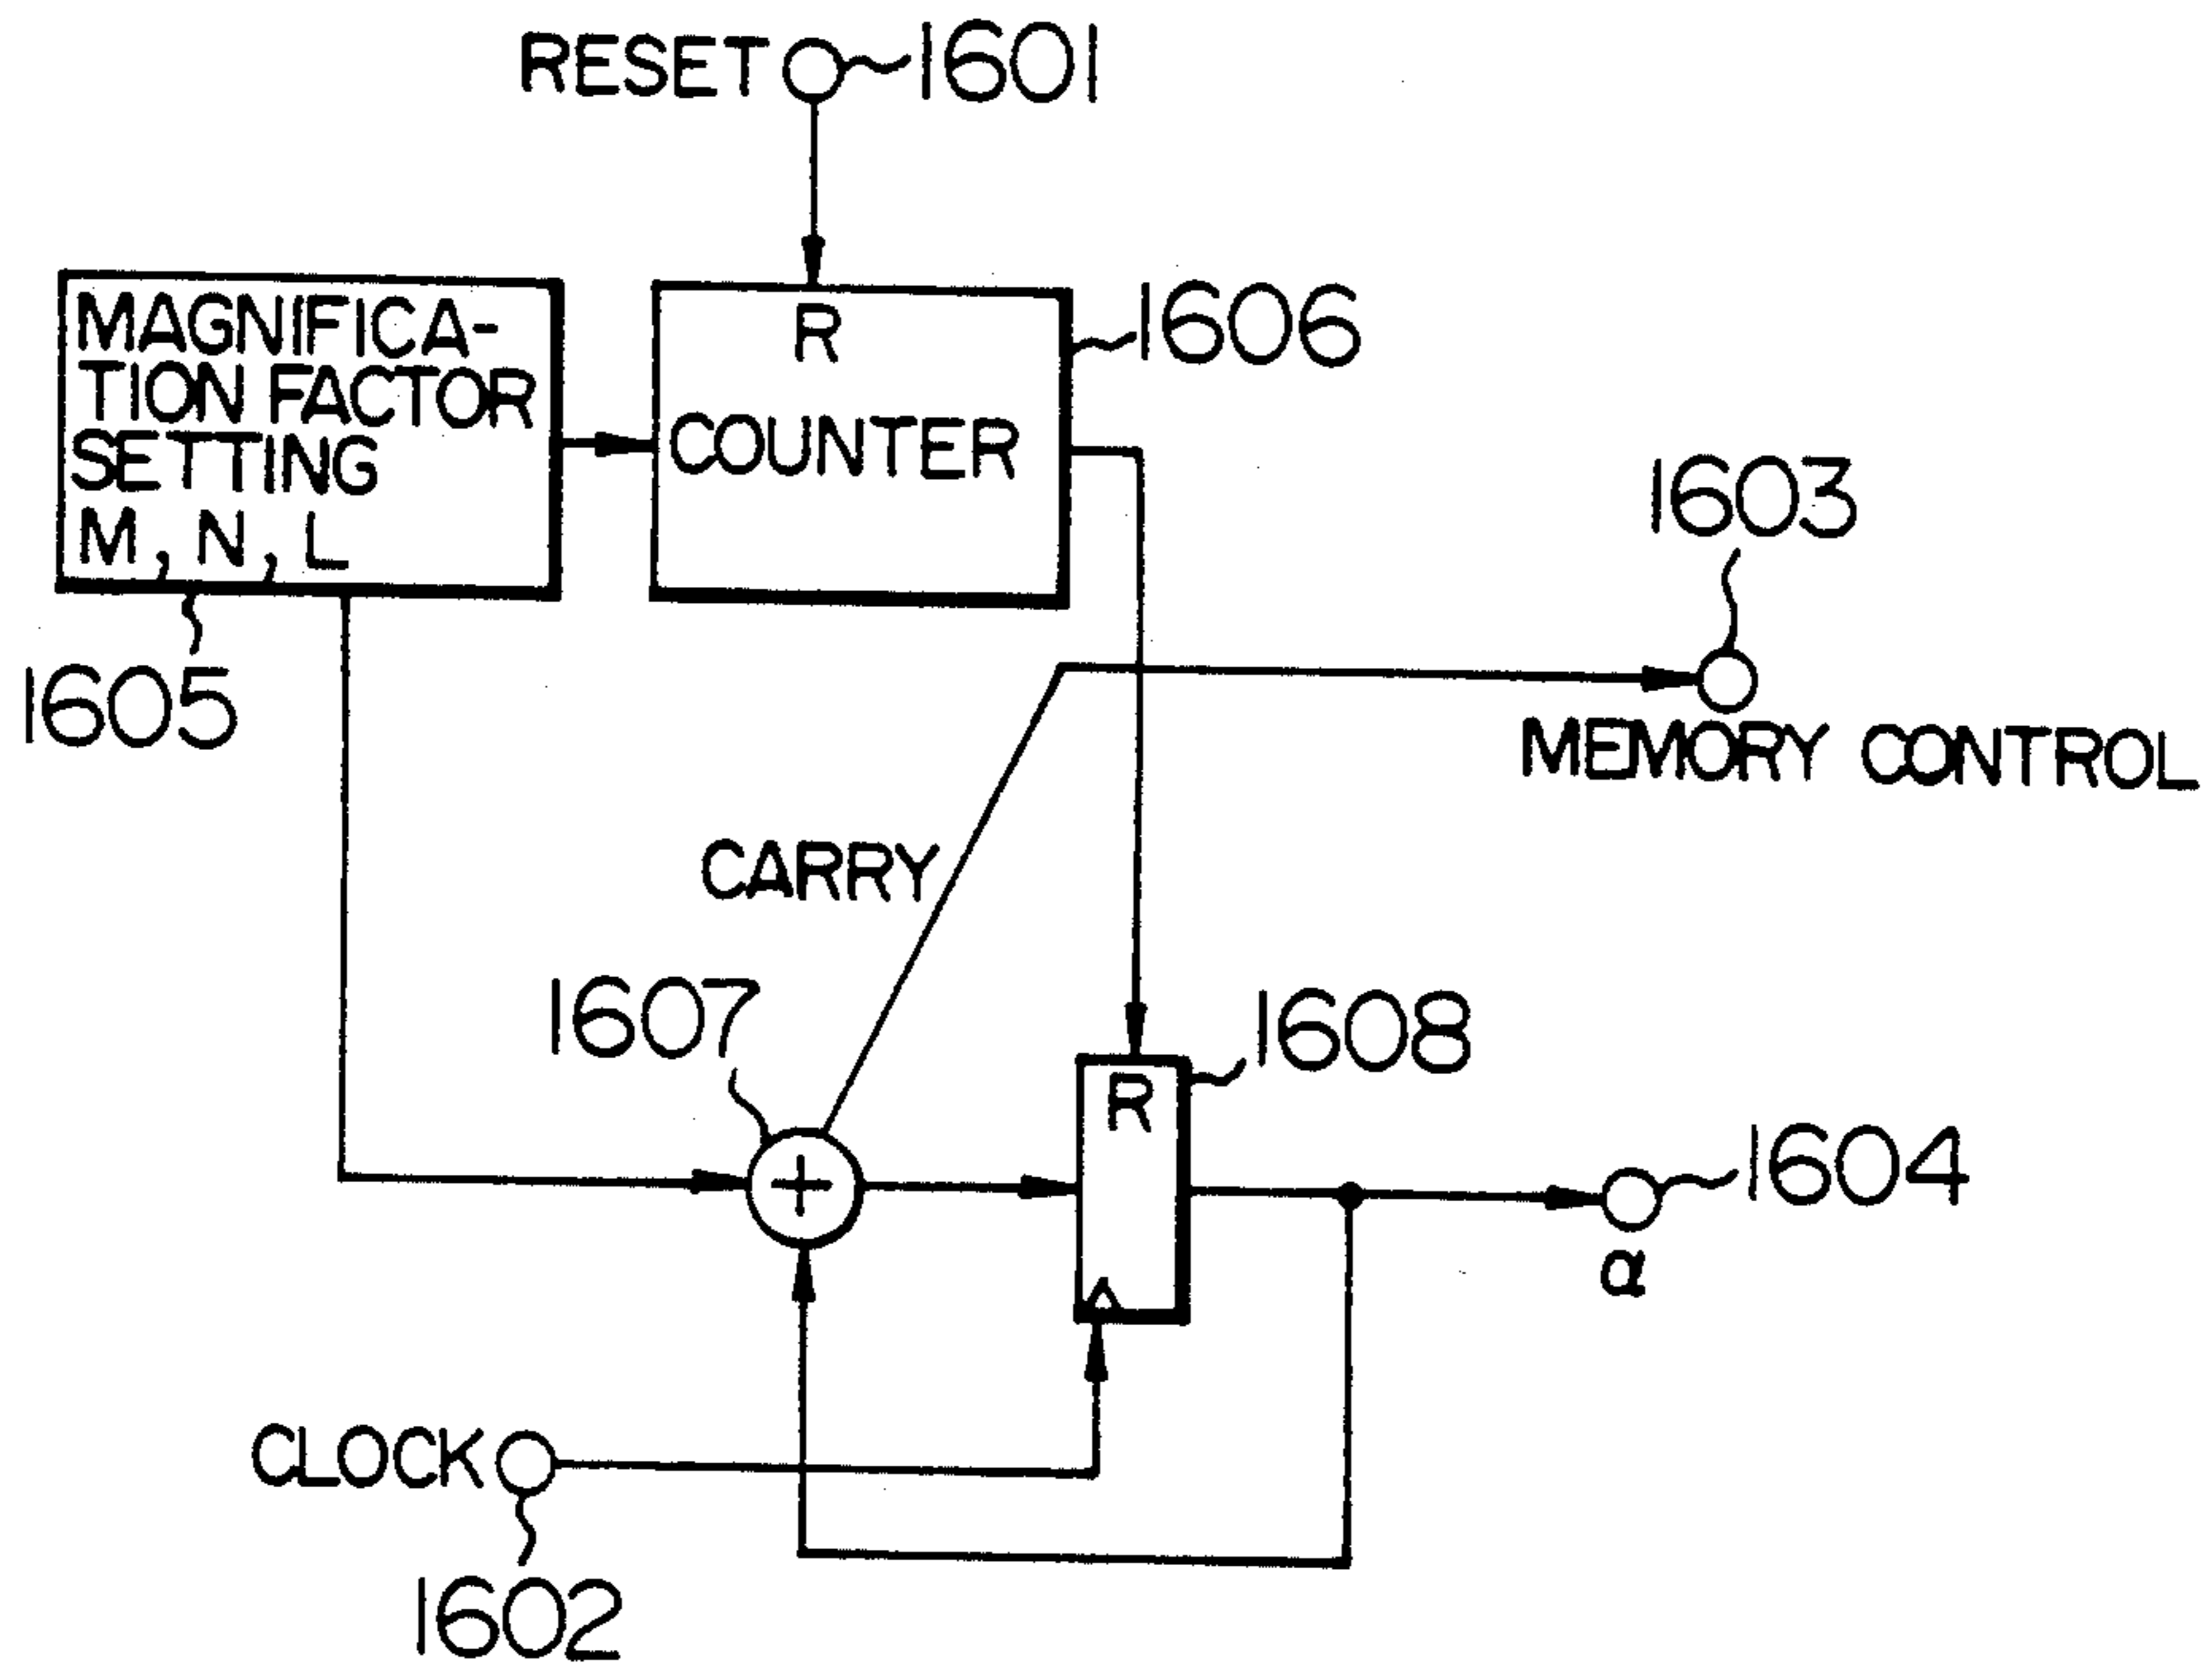 RESET 1601
MAGNIFICA-
TION FACTOR
SETTING
M, N, L
R
COUNTER
1606
1605
1603
MEMORY CONTROL
CARRY
1607
1608
R
+
1604
α
CLOCK
1602